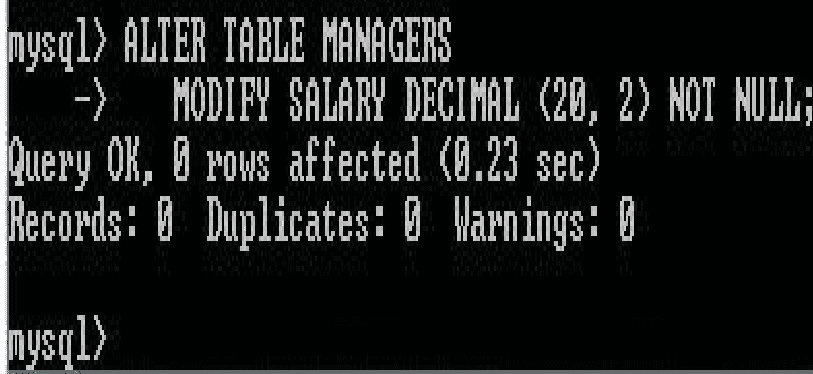 mysql> ALTER TABLE MANAGERS
    ->    MODIFY SALARY DECIMAL (20, 2) NOT NULL;
Query OK, 0 rows affected (0.23 sec)
Records: 0  Duplicates: 0  Warnings: 0
mysql>